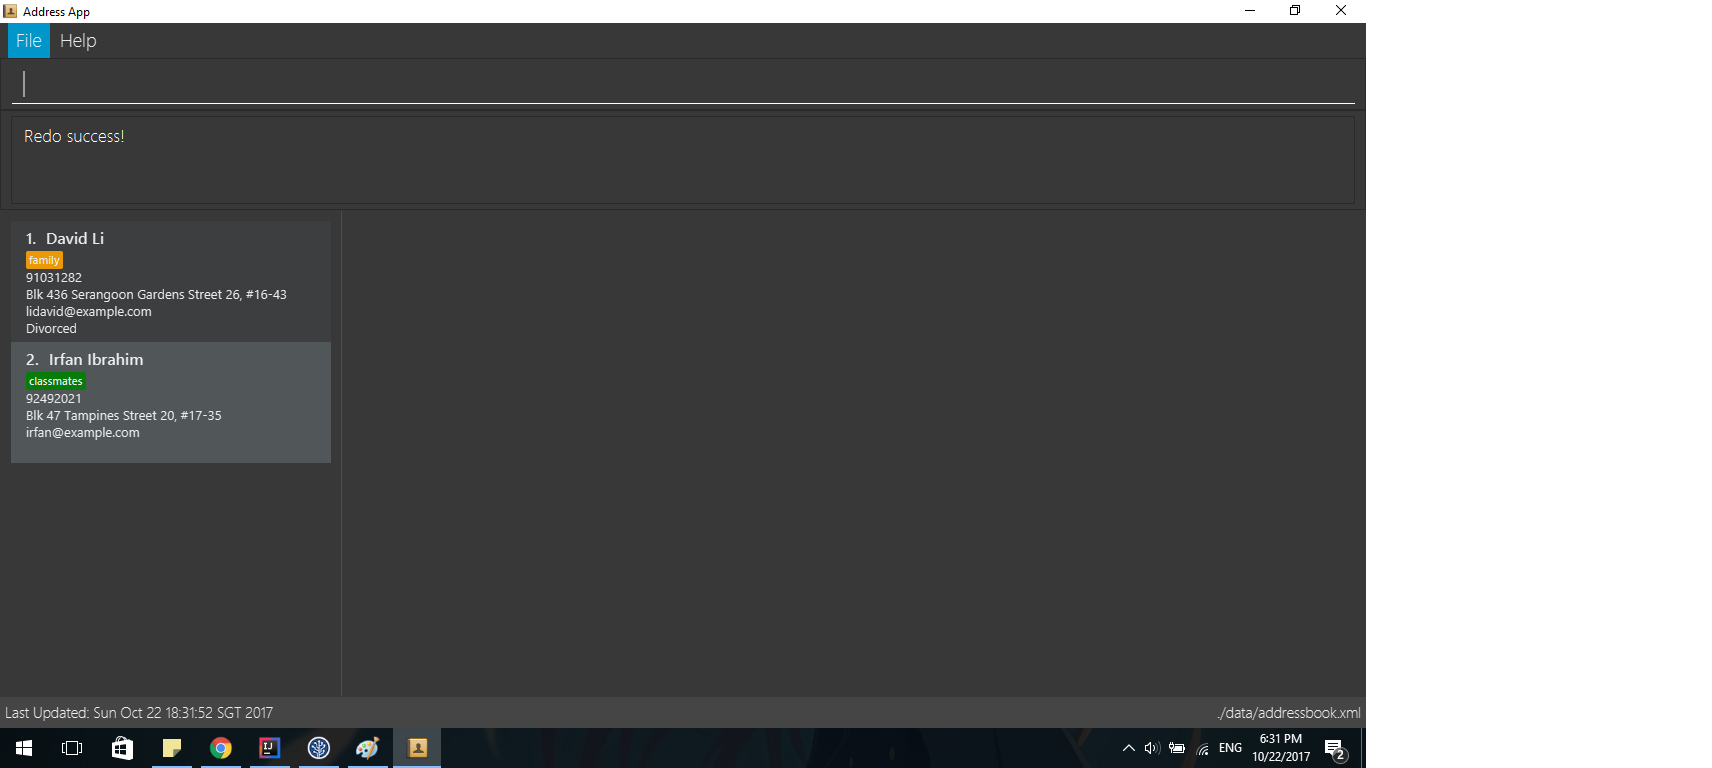 Address App
File Help
Redo success!
1. David Li
family
91031282
Blk 436 Serangoon Gardens Street 26, #16-43
lidavid@example.com
Divorced
2. Irfan Ibrahim
classmates
92492021
Blk 47 Tampines Street 20, #17-35
irfan@example.com
Last Updated: Sun Oct 22 18:31:52 SGT 2017
./data/addressbook.xml
IJ
ENG
6:31 PM
10/22/2017
2